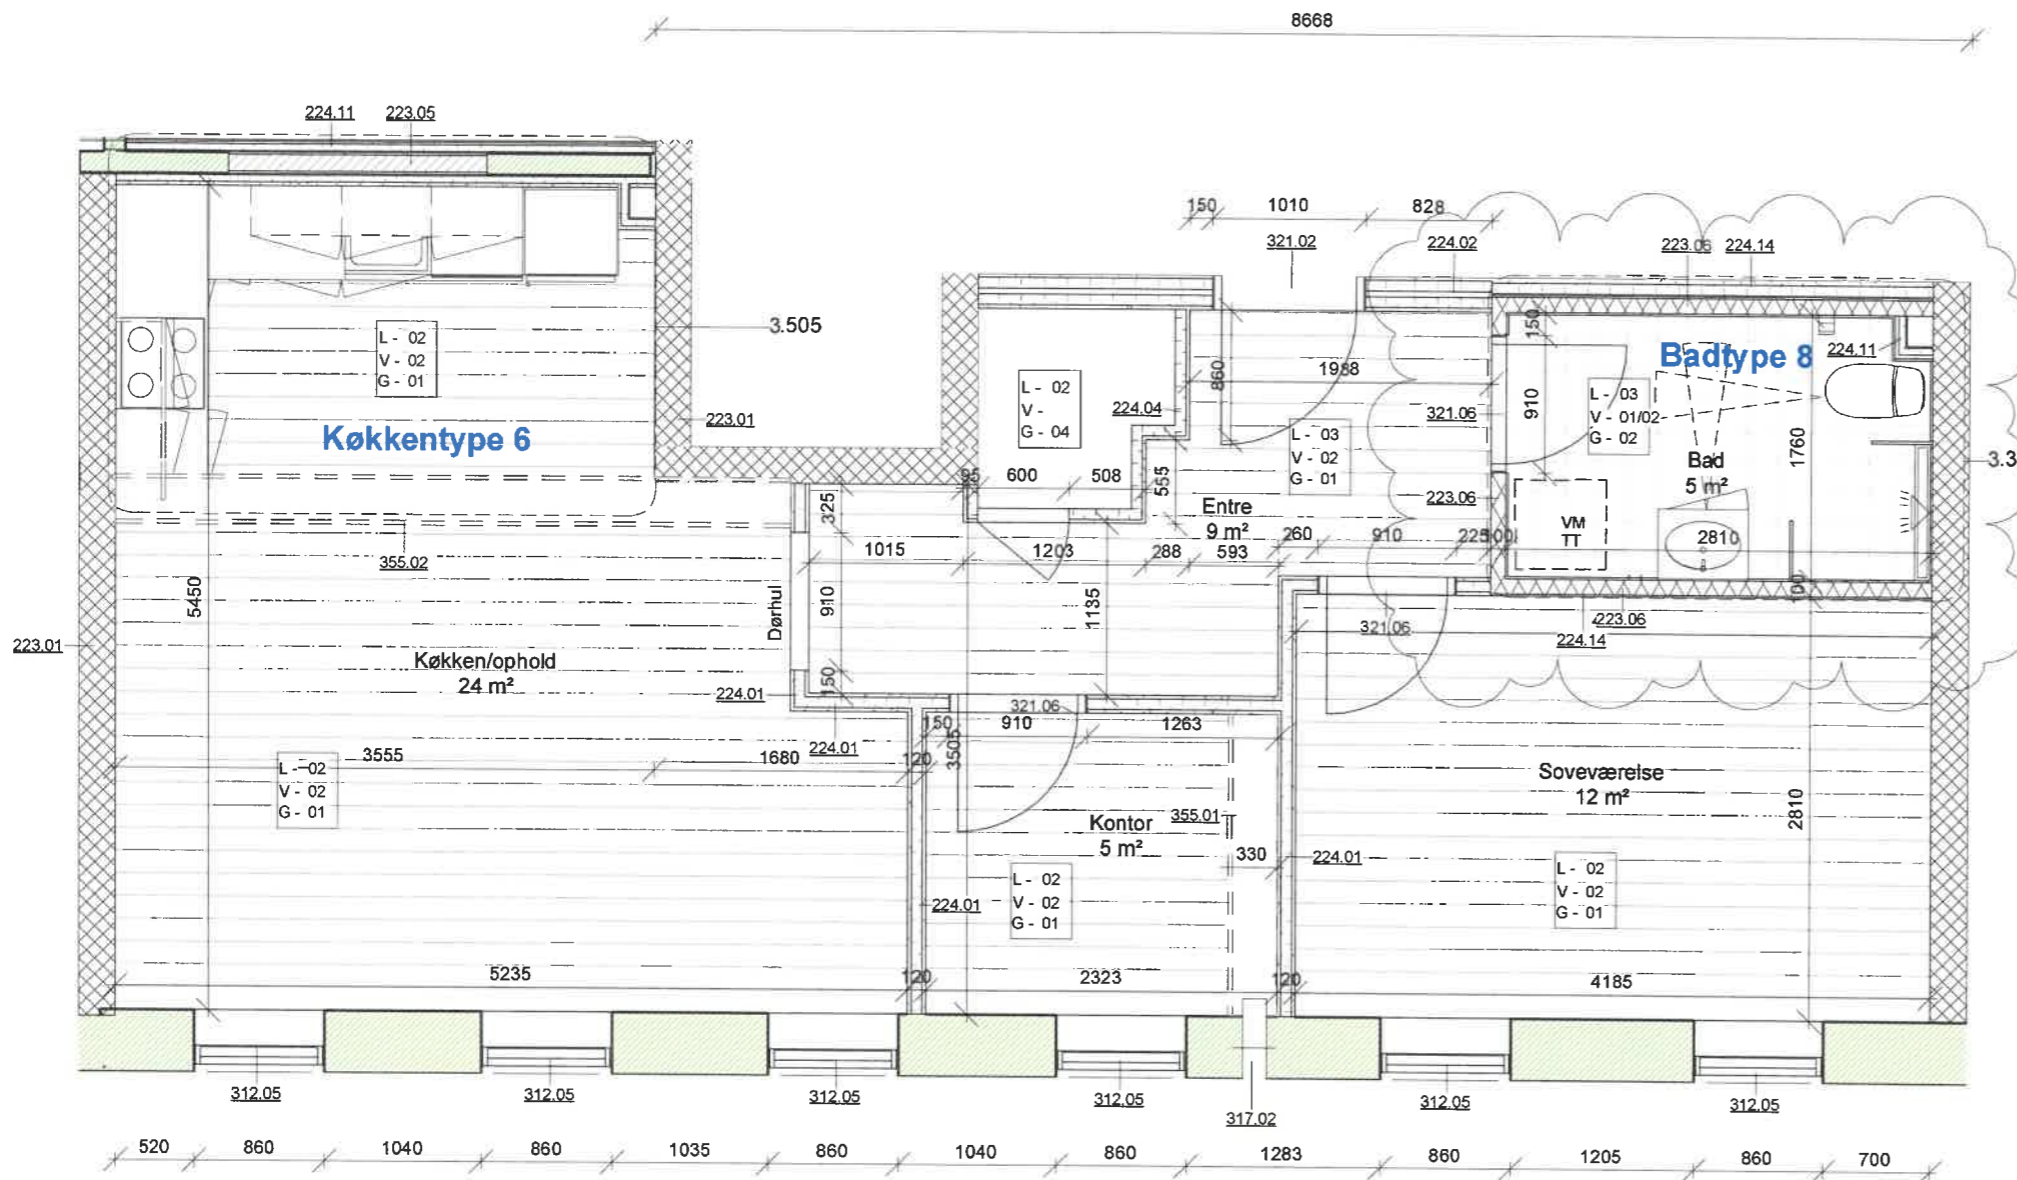 8668
224.11 223.05
150 1010 828
321.02 224.02 223.06 224.14
3.505
L - 02
V - 02
G - 01
Køkkentype 6
223.01
L - 02
V -
G - 04
224.04
860
1988
321.06
L - 03
V - 02
G - 01
150
910
Badtype 8
224.11
L - 03
V - 01/02
G - 02
1760
Bad
5 m²
3.3
95 600 508
555
325
Entre
9 m²
223.06
VM
TT
260 910 225 100
2810
1015 1203 288 593
355.02
5450
910
Dørhul
1135
100
223.01
321.06
223.06
224.14
Køkken/ophold
24 m²
150
224.01
321.06
150 910 1263
224.01
3505
3555 1680 120
L - 02
V - 02
G - 01
Soveværelse
12 m²
2810
Kontor
5 m²
355.01
330
224.01
L - 02
V - 02
G - 01
224.01
L - 02
V - 02
G - 01
5235 120 2323 120 4185
312.05 312.05 312.05 312.05 312.05 312.05
317.02
520 860 1040 860 1035 860 1040 860 1283 860 1205 860 700